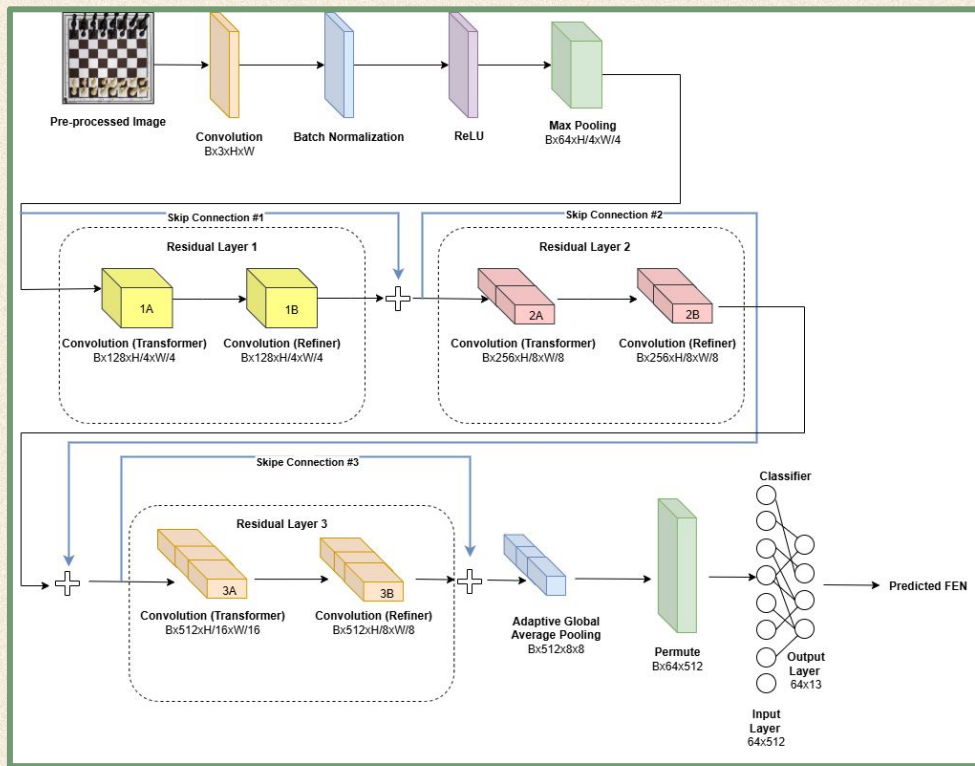 Pre-processed Image
Convolution
Bx3xHxW
Batch Normalization
ReLU
Max Pooling
Bx64xH/4xW/4
Skip Connection #1
Skip Connection #2
Residual Layer 1
Residual Layer 2
1A
1B
2A
2B
Convolution (Transformer)
Bx128xH/4xW/4
Convolution (Refiner)
Bx128xH/4xW/4
Convolution (Transformer)
Bx256xH/8xW/8
Convolution (Refiner)
Bx256xH/8xW/8
Skipe Connection #3
Residual Layer 3
3A
3B
Convolution (Transformer)
Bx512xH/16xW/16
Convolution (Refiner)
Bx512xH/8xW/8
Adaptive Global
Average Pooling
Bx512x8x8
Permute
Bx64x512
Classifier
Output
Layer
64x13
Input
Layer
64x512
Predicted FEN